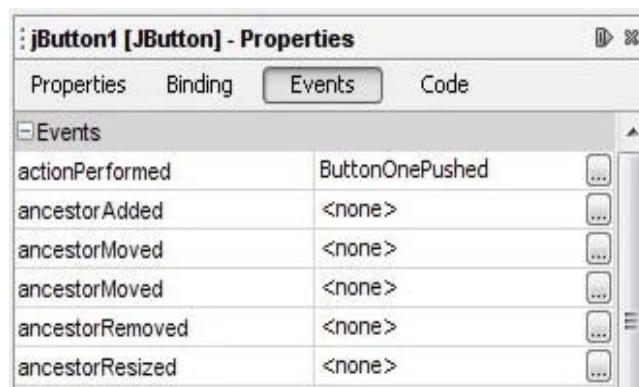 jButton1 [JButton] - Properties
Properties Binding Events Code
Events
actionPerformed ButtonOnePushed ...
ancestorAdded <none> ...
ancestorMoved <none> ...
ancestorMoved <none> ...
ancestorRemoved <none> ...
ancestorResized <none> ...